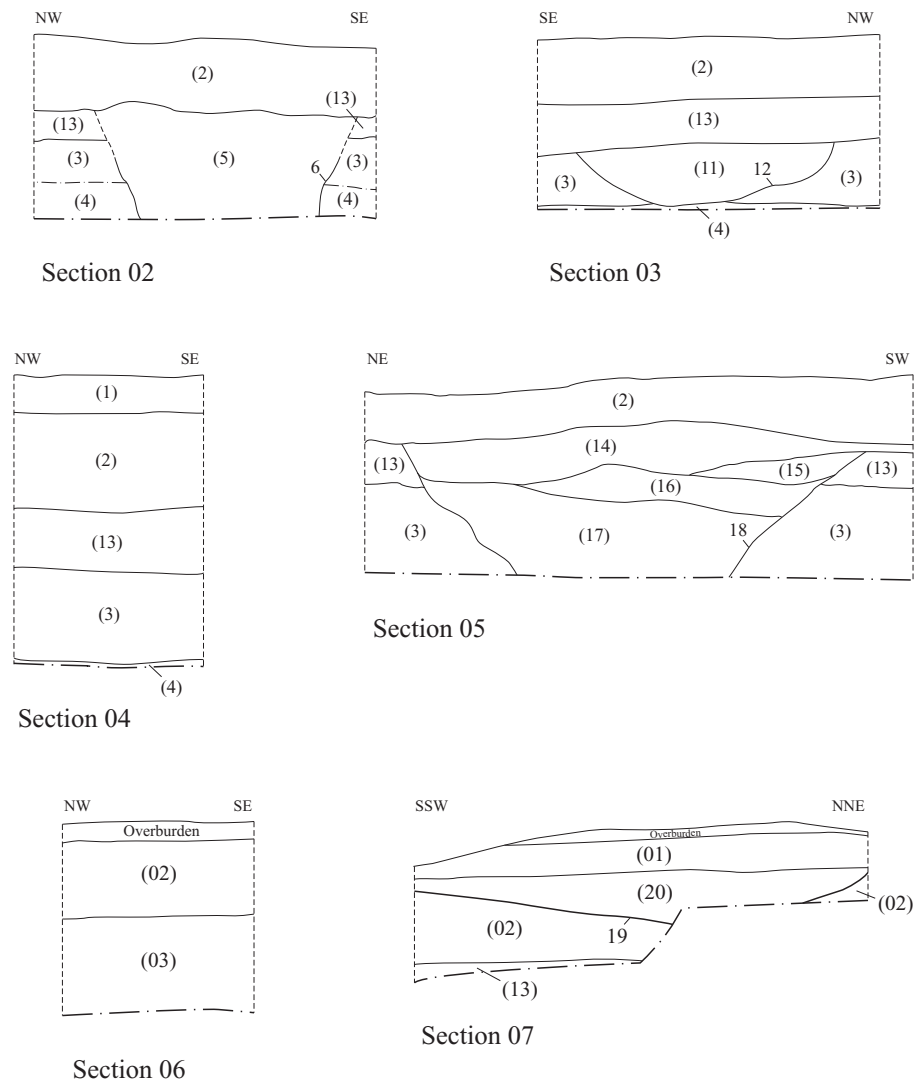 NW SE
(2)
(13)
(13)
(3)
(5)
6
(3)
(4)
(4)
Section 02
SE NW
(2)
(13)
(11)
12
(3)
(3)
(4)
Section 03
NW SE
(1)
(2)
(13)
(3)
(4)
Section 04
NE SW
(2)
(14)
(13)
(15)
(13)
(16)
(3)
(17)
18
(3)
Section 05
NW SE
Overburden
(02)
(03)
Section 06
SSW NNE
Overburden
(01)
(20)
(02)
(02)
19
(13)
Section 07